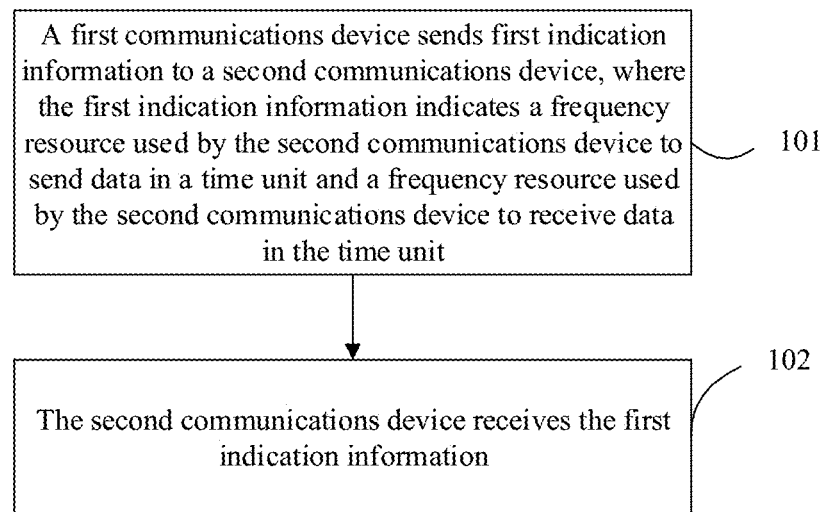 A first communications device sends first indication
information to a second communications device, where
the first indication information indicates a frequency
resource used by the second communications device to
send data in a time unit and a frequency resource used
by the second communications device to receive data
in the time unit
101
102
The second communications device receives the first
indication information